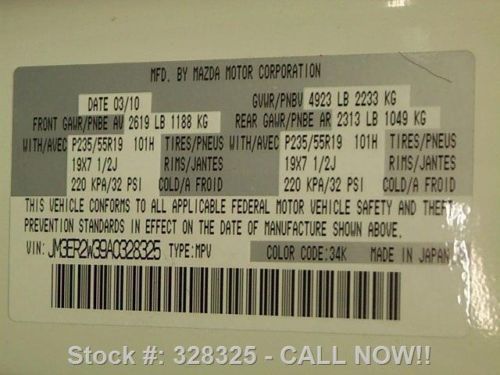 MFD. BY MAZDA MOTOR CORPORATION
DATE 03/10 GVWR/PNBV 4923 LB 2233 KG
FRONT GAWR/PNBE AV 2619 LB 1188 KG REAR GAWR/PNBE AR 2313 LB 1049 KG
WITH/AVEC P235/55R19 101H TIRES/PNEUS WITH/AVEC P235/55R19 101H TIRES/PNEUS
19X7 1/2J RIMS/JANTES 19X7 1/2J RIMS/JANTES
220 KPA/32 PSI COLD/A FROID 220 KPA/32 PSI COLD/A FROID
THIS VEHICLE CONFORMS TO ALL APPLICABLE FEDERAL MOTOR VEHICLE SAFETY AND THEFT
PREVENTION STANDARDS IN EFFECT ON THE DATE OF MANUFACTURE SHOWN ABOVE.
VIN: JM3ER2W39A0328325 TYPE: MPV COLOR CODE: 34K MADE IN JAPAN
Stock #: 328325 - CALL NOW!!